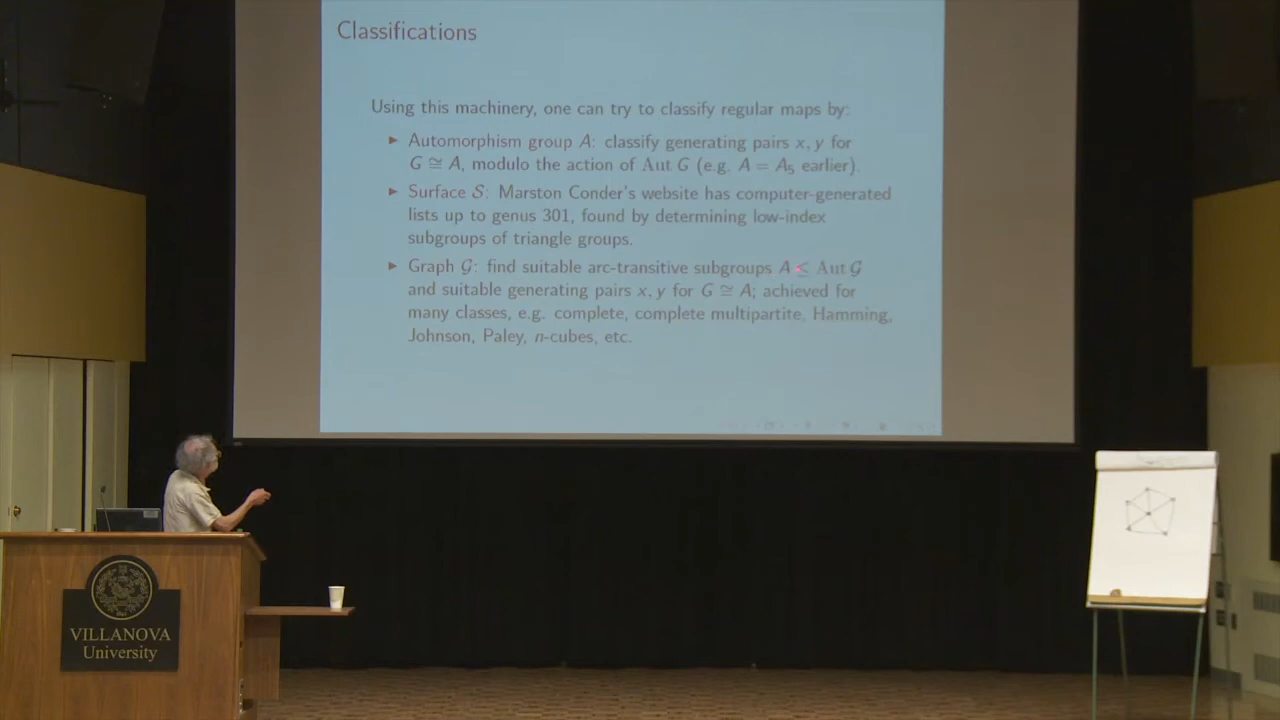 Classifications
Using this machinery, one can try to classify regular maps by:
► Automorphism group A: classify generating pairs x, y for
G ≅ A, modulo the action of Aut G (e.g. A = A₅ earlier).
► Surface 𝒮: Marston Conder's website has computer-generated
lists up to genus 301, found by determining low-index
subgroups of triangle groups.
► Graph 𝒢: find suitable arc-transitive subgroups A ≤ Aut 𝒢
and suitable generating pairs x, y for G ≅ A; achieved for
many classes, e.g. complete, complete multipartite, Hamming,
Johnson, Paley, n-cubes, etc.
VILLANOVA
University